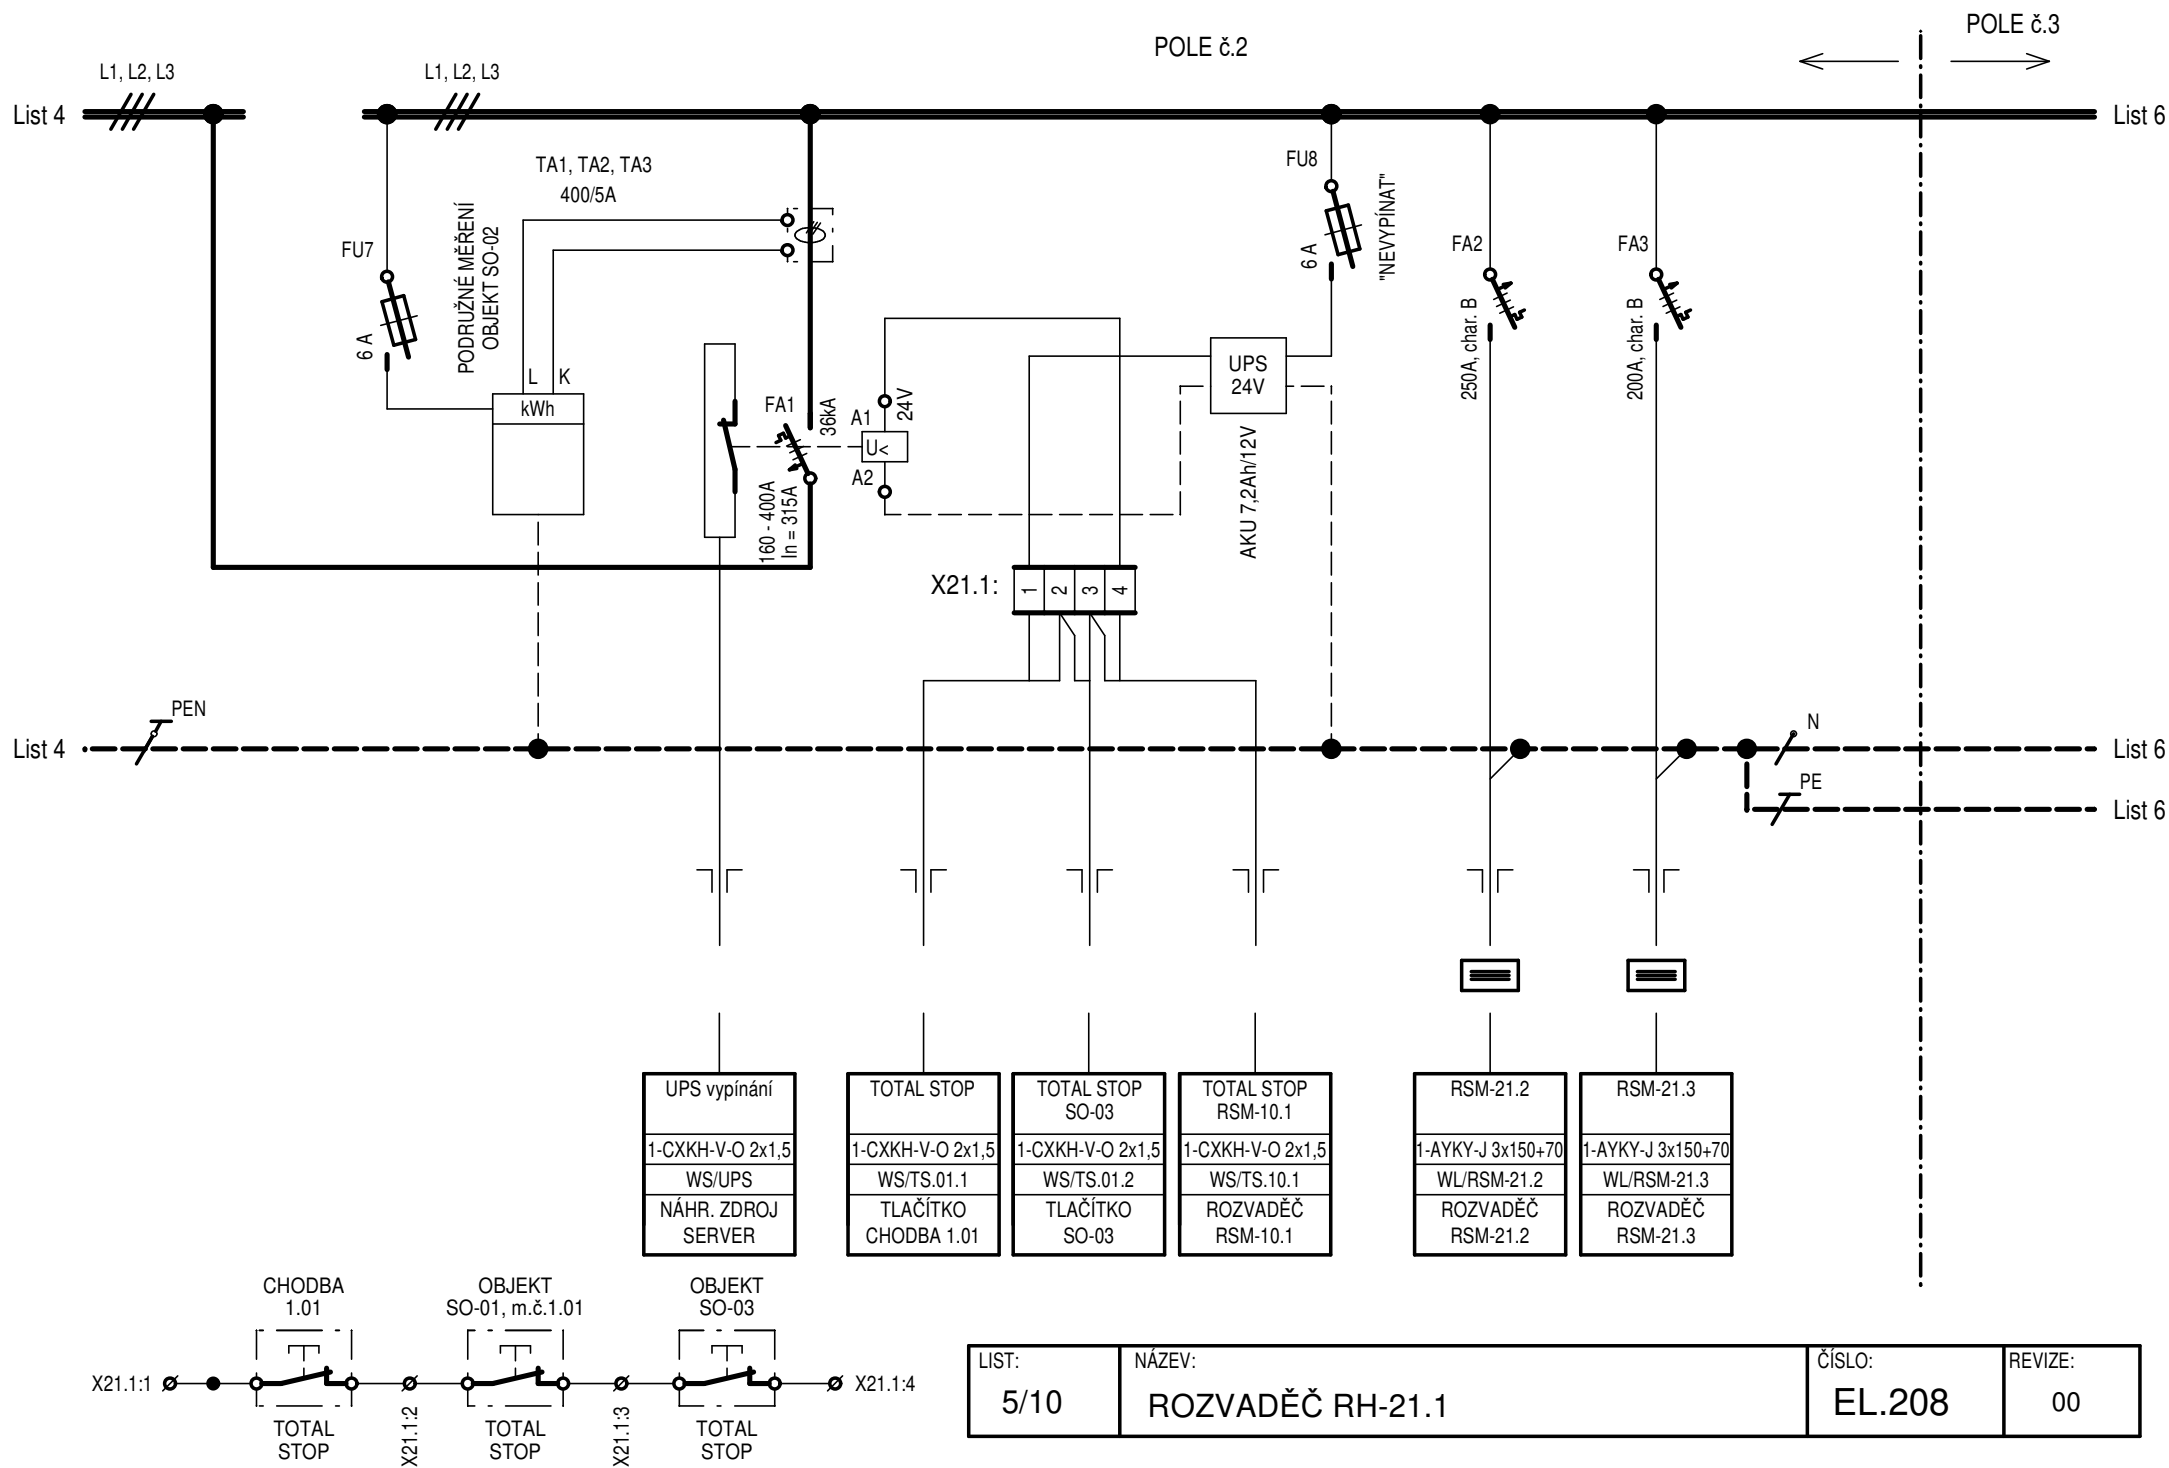 POLE č.2
POLE č.3
L1, L2, L3
L1, L2, L3
List 4
List 6
TA1, TA2, TA3
400/5A
FU7
6 A
PODRUŽNÉ MĚŘENÍ
OBJEKT SO-02
L
K
kWh
FA1
36kA
160 - 400A
In = 315A
A1
24V
U<
A2
FU8
6 A
"NEVYPÍNAT"
UPS
24V
AKU 7,2Ah/12V
FA2
250A, char. B
FA3
200A, char. B
X21.1:
1
2
3
4
PEN
List 4
N
List 6
PE
List 6
UPS vypínání
1-CXKH-V-O 2x1,5
WS/UPS
NÁHR. ZDROJ
SERVER
TOTAL STOP
1-CXKH-V-O 2x1,5
WS/TS.01.1
TLAČÍTKO
CHODBA 1.01
TOTAL STOP
SO-03
1-CXKH-V-O 2x1,5
WS/TS.01.2
TLAČÍTKO
SO-03
TOTAL STOP
RSM-10.1
1-CXKH-V-O 2x1,5
WS/TS.10.1
ROZVADĚČ
RSM-10.1
RSM-21.2
1-AYKY-J 3x150+70
WL/RSM-21.2
ROZVADĚČ
RSM-21.2
RSM-21.3
1-AYKY-J 3x150+70
WL/RSM-21.3
ROZVADĚČ
RSM-21.3
CHODBA
1.01
OBJEKT
SO-01, m.č.1.01
OBJEKT
SO-03
X21.1:1
X21.1:2
X21.1:3
X21.1:4
TOTAL
STOP
TOTAL
STOP
TOTAL
STOP
LIST:
5/10
NÁZEV:
ROZVADĚČ RH-21.1
ČÍSLO:
EL.208
REVIZE:
00